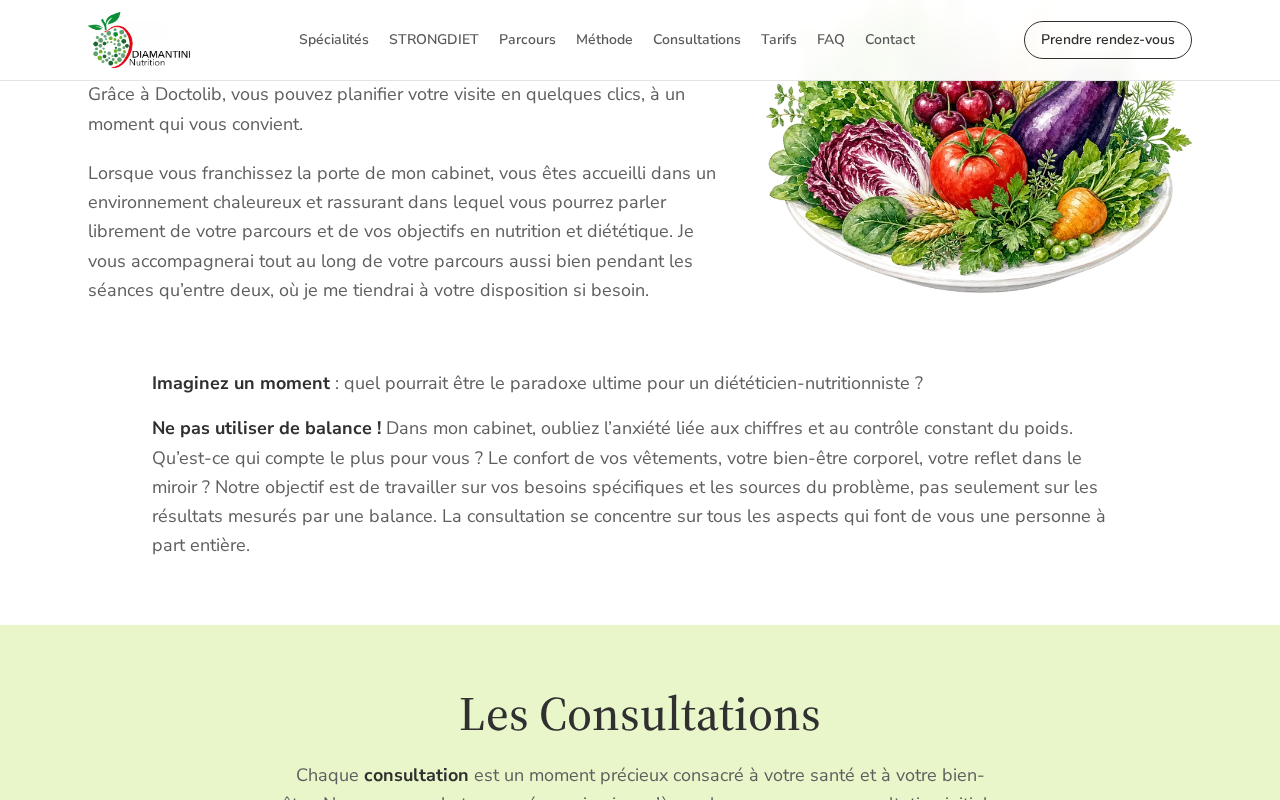 DIAMANTINI
Nutrition
Spécialités STRONGDIET Parcours Méthode Consultations Tarifs FAQ Contact
Prendre rendez-vous
Grâce à Doctolib, vous pouvez planifier votre visite en quelques clics, à un
moment qui vous convient.
Lorsque vous franchissez la porte de mon cabinet, vous êtes accueilli dans un
environnement chaleureux et rassurant dans lequel vous pourrez parler
librement de votre parcours et de vos objectifs en nutrition et diététique. Je
vous accompagnerai tout au long de votre parcours aussi bien pendant les
séances qu’entre deux, où je me tiendrai à votre disposition si besoin.
Imaginez un moment : quel pourrait être le paradoxe ultime pour un diététicien-nutritionniste ?
Ne pas utiliser de balance ! Dans mon cabinet, oubliez l’anxiété liée aux chiffres et au contrôle constant du poids.
Qu’est-ce qui compte le plus pour vous ? Le confort de vos vêtements, votre bien-être corporel, votre reflet dans le
miroir ? Notre objectif est de travailler sur vos besoins spécifiques et les sources du problème, pas seulement sur les
résultats mesurés par une balance. La consultation se concentre sur tous les aspects qui font de vous une personne à
part entière.
Les Consultations
Chaque consultation est un moment précieux consacré à votre santé et à votre bien-